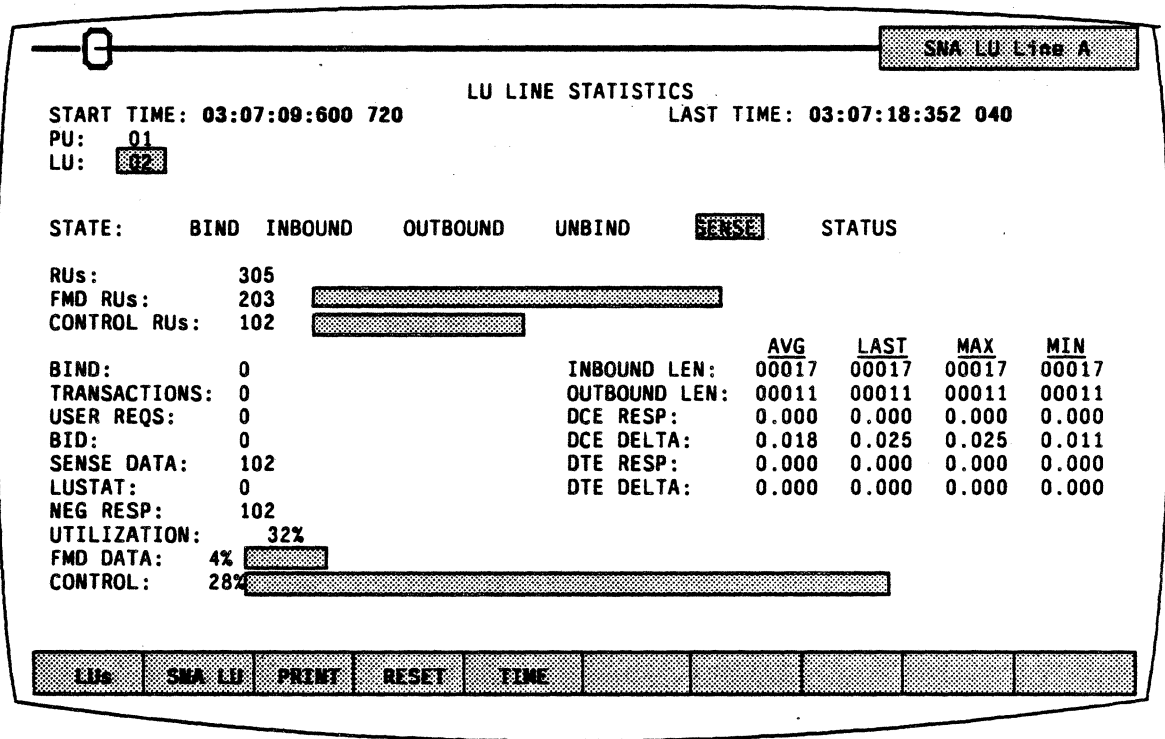 SNA LU Line A
LU LINE STATISTICS
START TIME: 03:07:09:600 720 LAST TIME: 03:07:18:352 040
PU: 01
LU: 02
STATE: BIND INBOUND OUTBOUND UNBIND SENSE STATUS
RUs: 305
FMD RUs: 203
CONTROL RUs: 102
AVG LAST MAX MIN
BIND: 0 INBOUND LEN: 00017 00017 00017 00017
TRANSACTIONS: 0 OUTBOUND LEN: 00011 00011 00011 00011
USER REQS: 0 DCE RESP: 0.000 0.000 0.000 0.000
BID: 0 DCE DELTA: 0.018 0.025 0.025 0.011
SENSE DATA: 102 DTE RESP: 0.000 0.000 0.000 0.000
LUSTAT: 0 DTE DELTA: 0.000 0.000 0.000 0.000
NEG RESP: 102
UTILIZATION: 32%
FMD DATA: 4%
CONTROL: 28%
LUs SNA LU PRINT RESET TIME